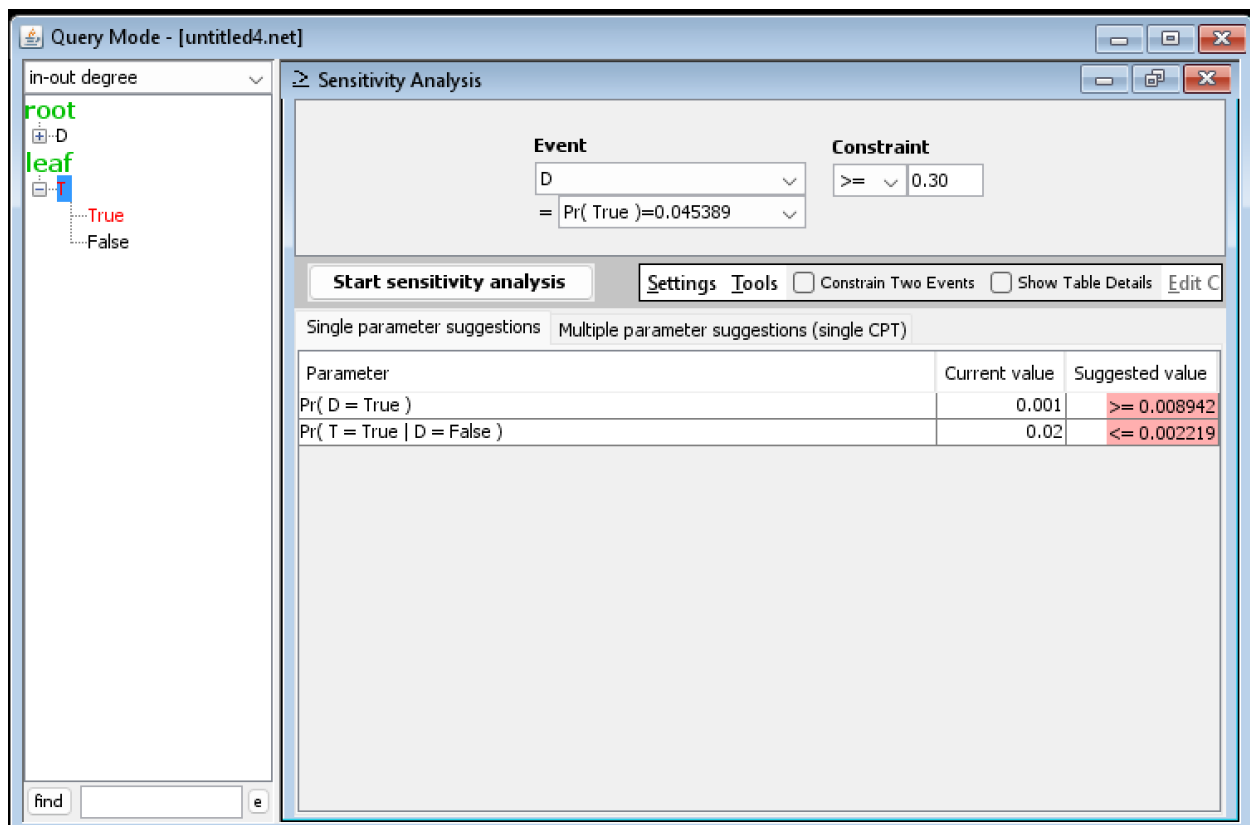 Query Mode - [untitled4.net]
in-out degree
root
D
leaf
T
True
False
find
e
≥ Sensitivity Analysis
Event
Constraint
D
>=
0.30
= Pr( True )=0.045389
Start sensitivity analysis
Settings Tools Constrain Two Events Show Table Details Edit C
Single parameter suggestions Multiple parameter suggestions (single CPT)
Parameter Current value Suggested value
Pr( D = True ) 0.001 >= 0.008942
Pr( T = True | D = False ) 0.02 <= 0.002219